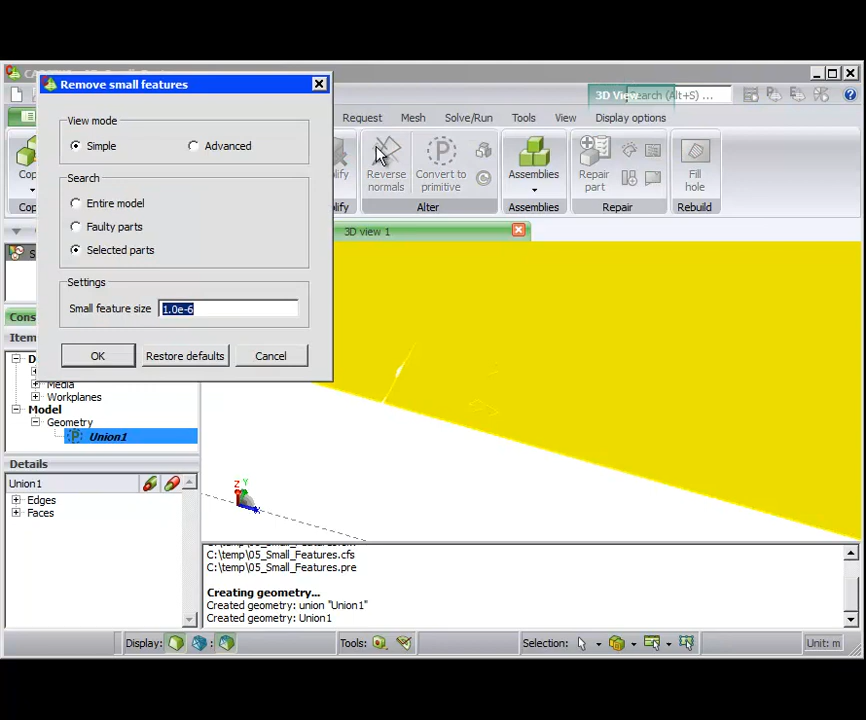 Remove small features
View mode
Simple
Advanced
Search
Entire model
Faulty parts
Selected parts
Settings
Small feature size
1.0e-6
OK
Restore defaults
Cancel
3D View
earch (Alt+S) ...
Request
Mesh
Solve/Run
Tools
View
Display options
Reverse
normals
Convert to
primitive
Assemblies
Repair
part
Fill
hole
Alter
Assemblies
Repair
Rebuild
3D view 1
Cons
Item
D
Media
Workplanes
Model
Geometry
Union1
Details
Union1
Edges
Faces
X
Y
Z
C:\temp\05_Small_Features.cfs
C:\temp\05_Small_Features.pre
Creating geometry...
Created geometry: union "Union1"
Created geometry: Union1
Display:
Tools:
Selection:
Unit: m